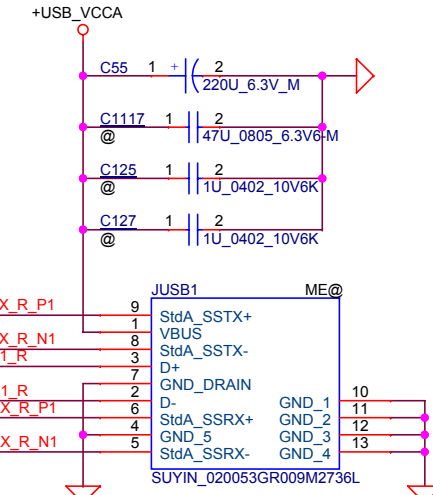 +USB_VCCA
C55 1 + 2
220U_6.3V_M
C1117 1 2
@ 47U_0805_6.3V6-M
C125 1 2
@ 1U_0402_10V6K
C127 1 2
@ 1U_0402_10V6K
JUSB1 ME@
X_R_P1 9 StdA_SSTX+
1 VBUS
X_R_N1 8 StdA_SSTX-
1_R 3 D+
7 GND_DRAIN
1_R 2 D- GND_1 10
X_R_P1 6 StdA_SSRX+ GND_2 11
4 GND_5 GND_3 12
X_R_N1 5 StdA_SSRX- GND_4 13
SUYIN_020053GR009M2736L